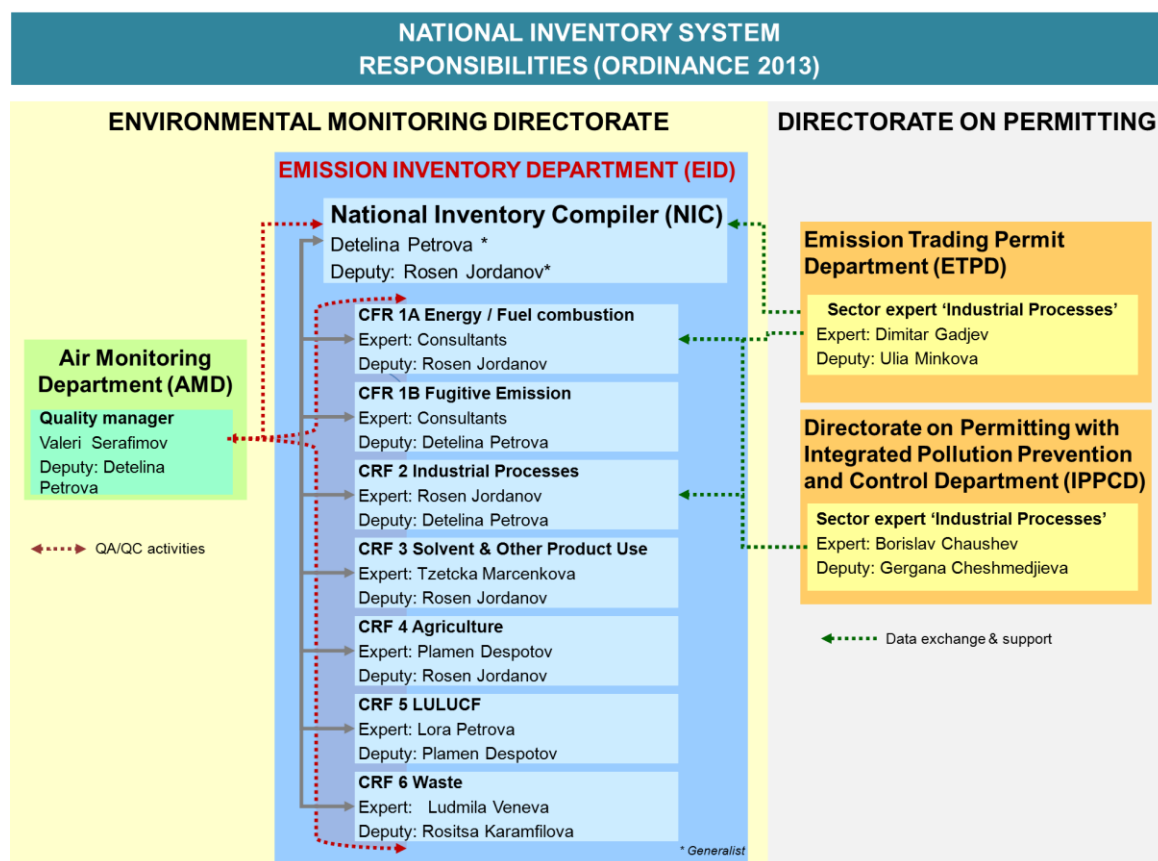 NATIONAL INVENTORY SYSTEM
RESPONSIBILITIES (ORDINANCE 2013)
ENVIRONMENTAL MONITORING DIRECTORATE
EMISSION INVENTORY DEPARTMENT (EID)
National Inventory Compiler (NIC)
Detelina Petrova *
Deputy: Rosen Jordanov*
CFR 1A Energy / Fuel combustion
Expert: Consultants
Deputy: Rosen Jordanov
CFR 1B Fugitive Emission
Expert: Consultants
Deputy: Detelina Petrova
CRF 2 Industrial Processes
Expert: Rosen Jordanov
Deputy: Detelina Petrova
CRF 3 Solvent & Other Product Use
Expert: Tzetcka Marcenkova
Deputy: Rosen Jordanov
CRF 4 Agriculture
Expert: Plamen Despotov
Deputy: Rosen Jordanov
CRF 5 LULUCF
Expert: Lora Petrova
Deputy: Plamen Despotov
CRF 6 Waste
Expert: Ludmila Veneva
Deputy: Rositsa Karamfilova
* Generalist
Air Monitoring
Department (AMD)
Quality manager
Valeri Serafimov
Deputy: Detelina
Petrova
QA/QC activities
DIRECTORATE ON PERMITTING
Emission Trading Permit
Department (ETPD)
Sector expert ‘Industrial Processes’
Expert: Dimitar Gadjev
Deputy: Ulia Minkova
Directorate on Permitting with
Integrated Pollution Prevention
and Control Department (IPPCD)
Sector expert ‘Industrial Processes’
Expert: Borislav Chaushev
Deputy: Gergana Cheshmedjieva
Data exchange & support